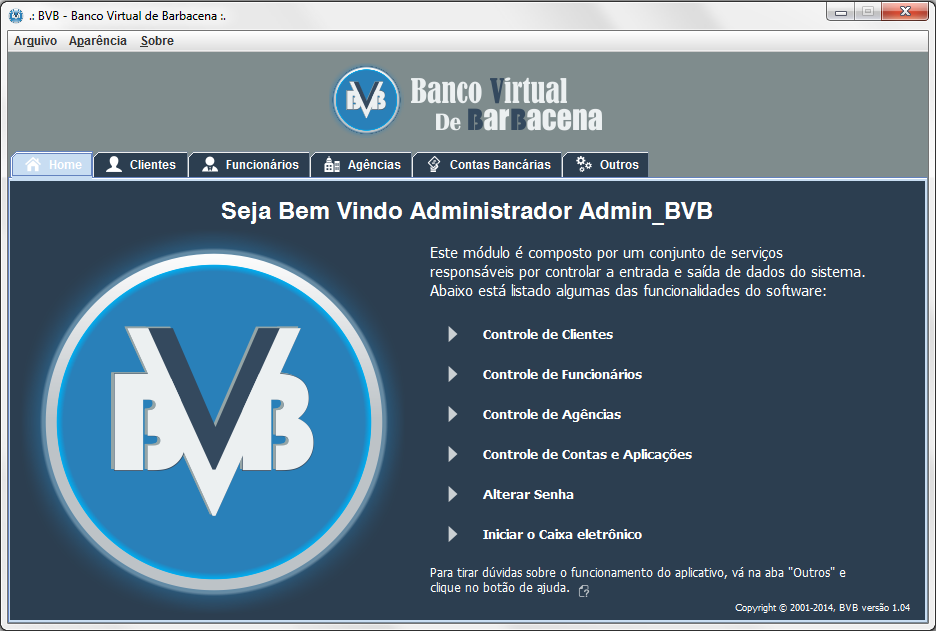 .: BVB - Banco Virtual de Barbacena :.
Arquivo Aparência Sobre
BVB
Banco Virtual
De BarBacena
Home Clientes Funcionários Agências Contas Bancárias Outros
Seja Bem Vindo Administrador Admin_BVB
BVB
Este módulo é composto por um conjunto de serviços
responsáveis por controlar a entrada e saída de dados do sistema.
Abaixo está listado algumas das funcionalidades do software:
Controle de Clientes
Controle de Funcionários
Controle de Agências
Controle de Contas e Aplicações
Alterar Senha
Iniciar o Caixa eletrônico
Para tirar dúvidas sobre o funcionamento do aplicativo, vá na aba "Outros" e
clique no botão de ajuda.
Copyright © 2001-2014, BVB versão 1.04